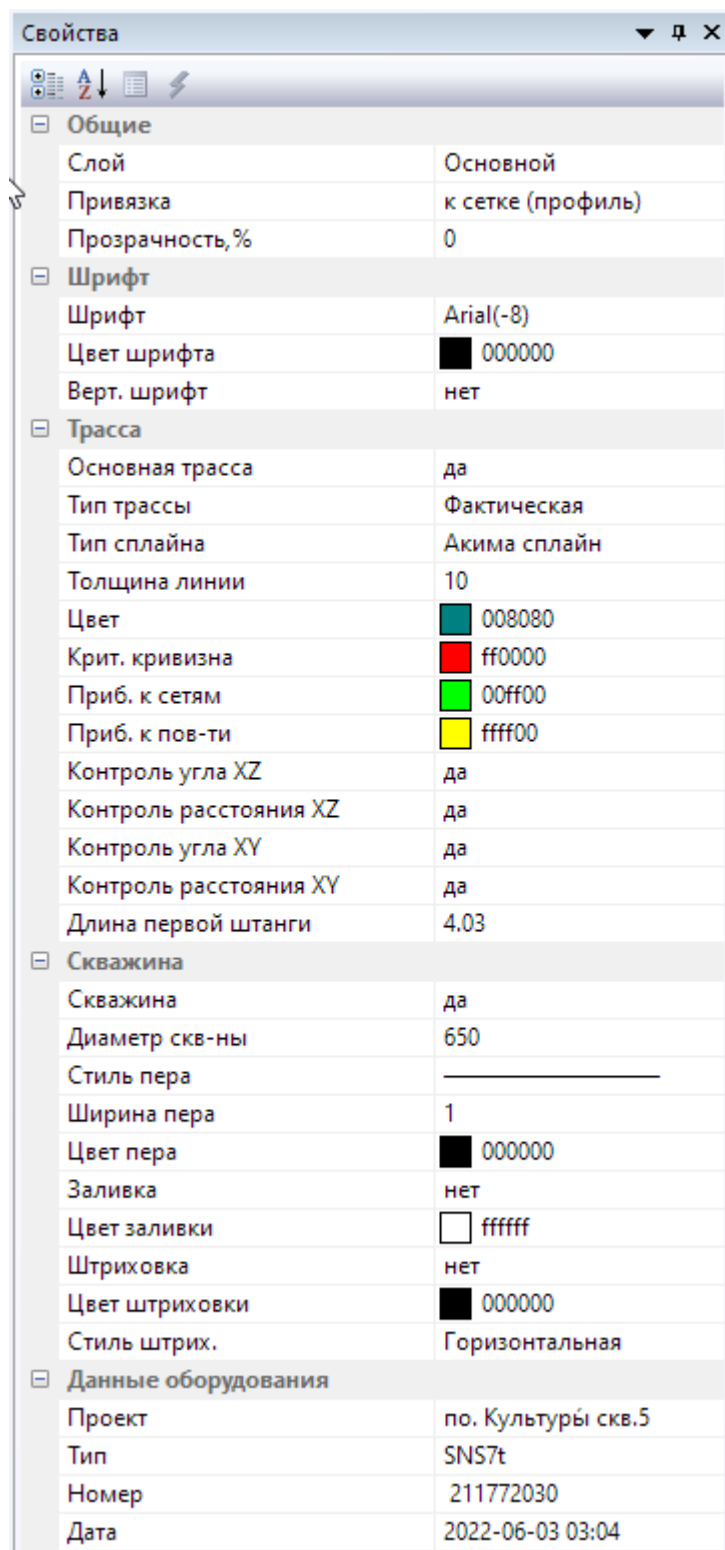 Свойства
Общие
Слой Основной
Привязка к сетке (профиль)
Прозрачность,% 0
Шрифт
Шрифт Arial(-8)
Цвет шрифта 000000
Верт. шрифт нет
Трасса
Основная трасса да
Тип трассы Фактическая
Тип сплайна Акима сплайн
Толщина линии 10
Цвет 008080
Крит. кривизна ff0000
Приб. к сетям 00ff00
Приб. к пов-ти ffff00
Контроль угла XZ да
Контроль расстояния XZ да
Контроль угла XY да
Контроль расстояния XY да
Длина первой штанги 4.03
Скважина
Скважина да
Диаметр скв-ны 650
Стиль пера
Ширина пера 1
Цвет пера 000000
Заливка нет
Цвет заливки ffffff
Штриховка нет
Цвет штриховки 000000
Стиль штрих. Горизонтальная
Данные оборудования
Проект по. Культуры́ скв.5
Тип SNS7t
Номер 211772030
Дата 2022-06-03 03:04